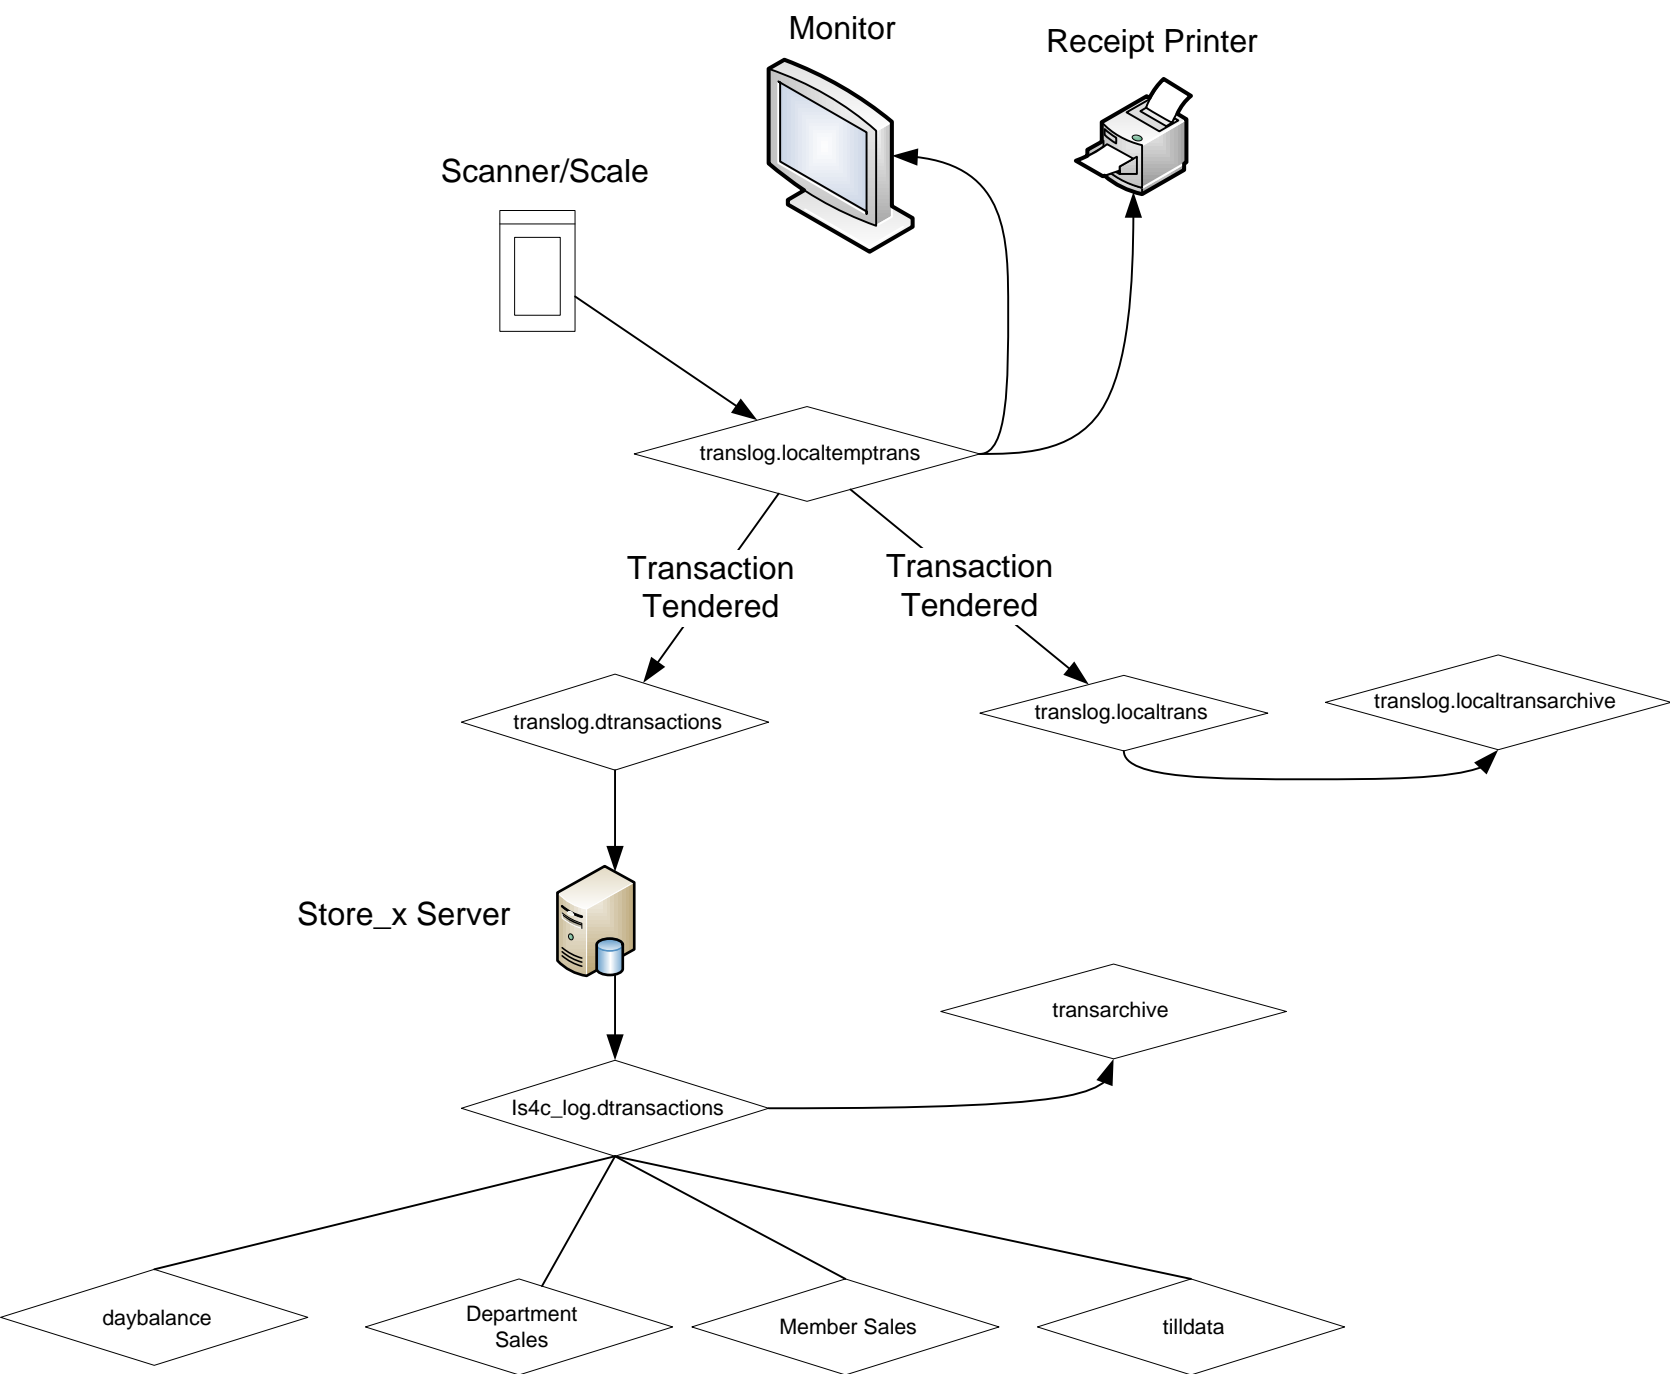 Monitor
Receipt Printer
Scanner/Scale
translog.localtemptrans
Transaction
Tendered
Transaction
Tendered
translog.dtransactions
translog.localtrans
translog.localtransarchive
Store_x Server
transarchive
ls4c_log.dtransactions
daybalance
Department
Sales
Member Sales
tilldata